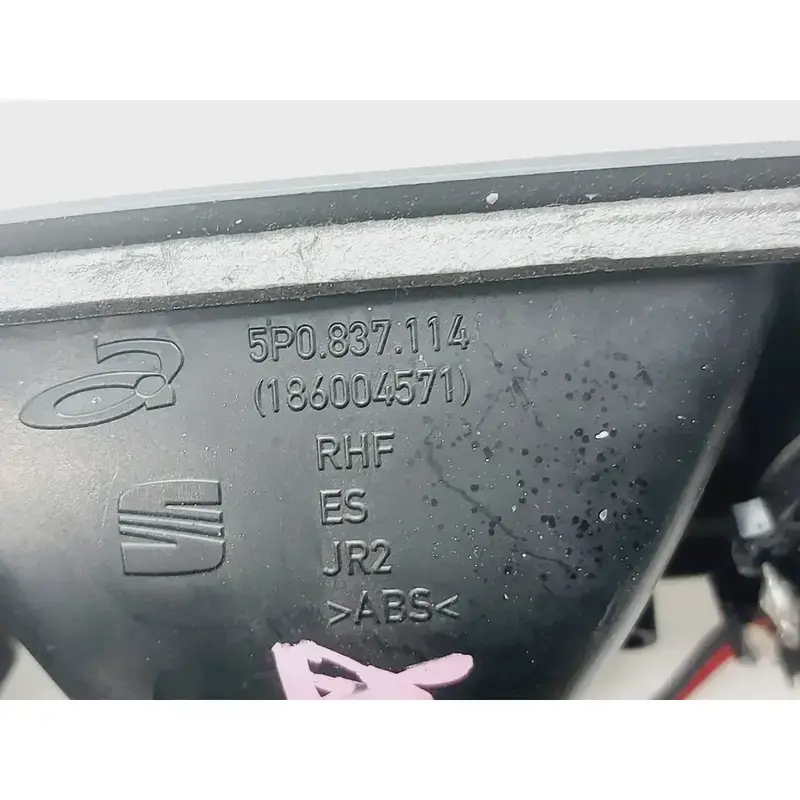 5P0.837.114
(186004571)
RHF
ES
JR2
>ABS<